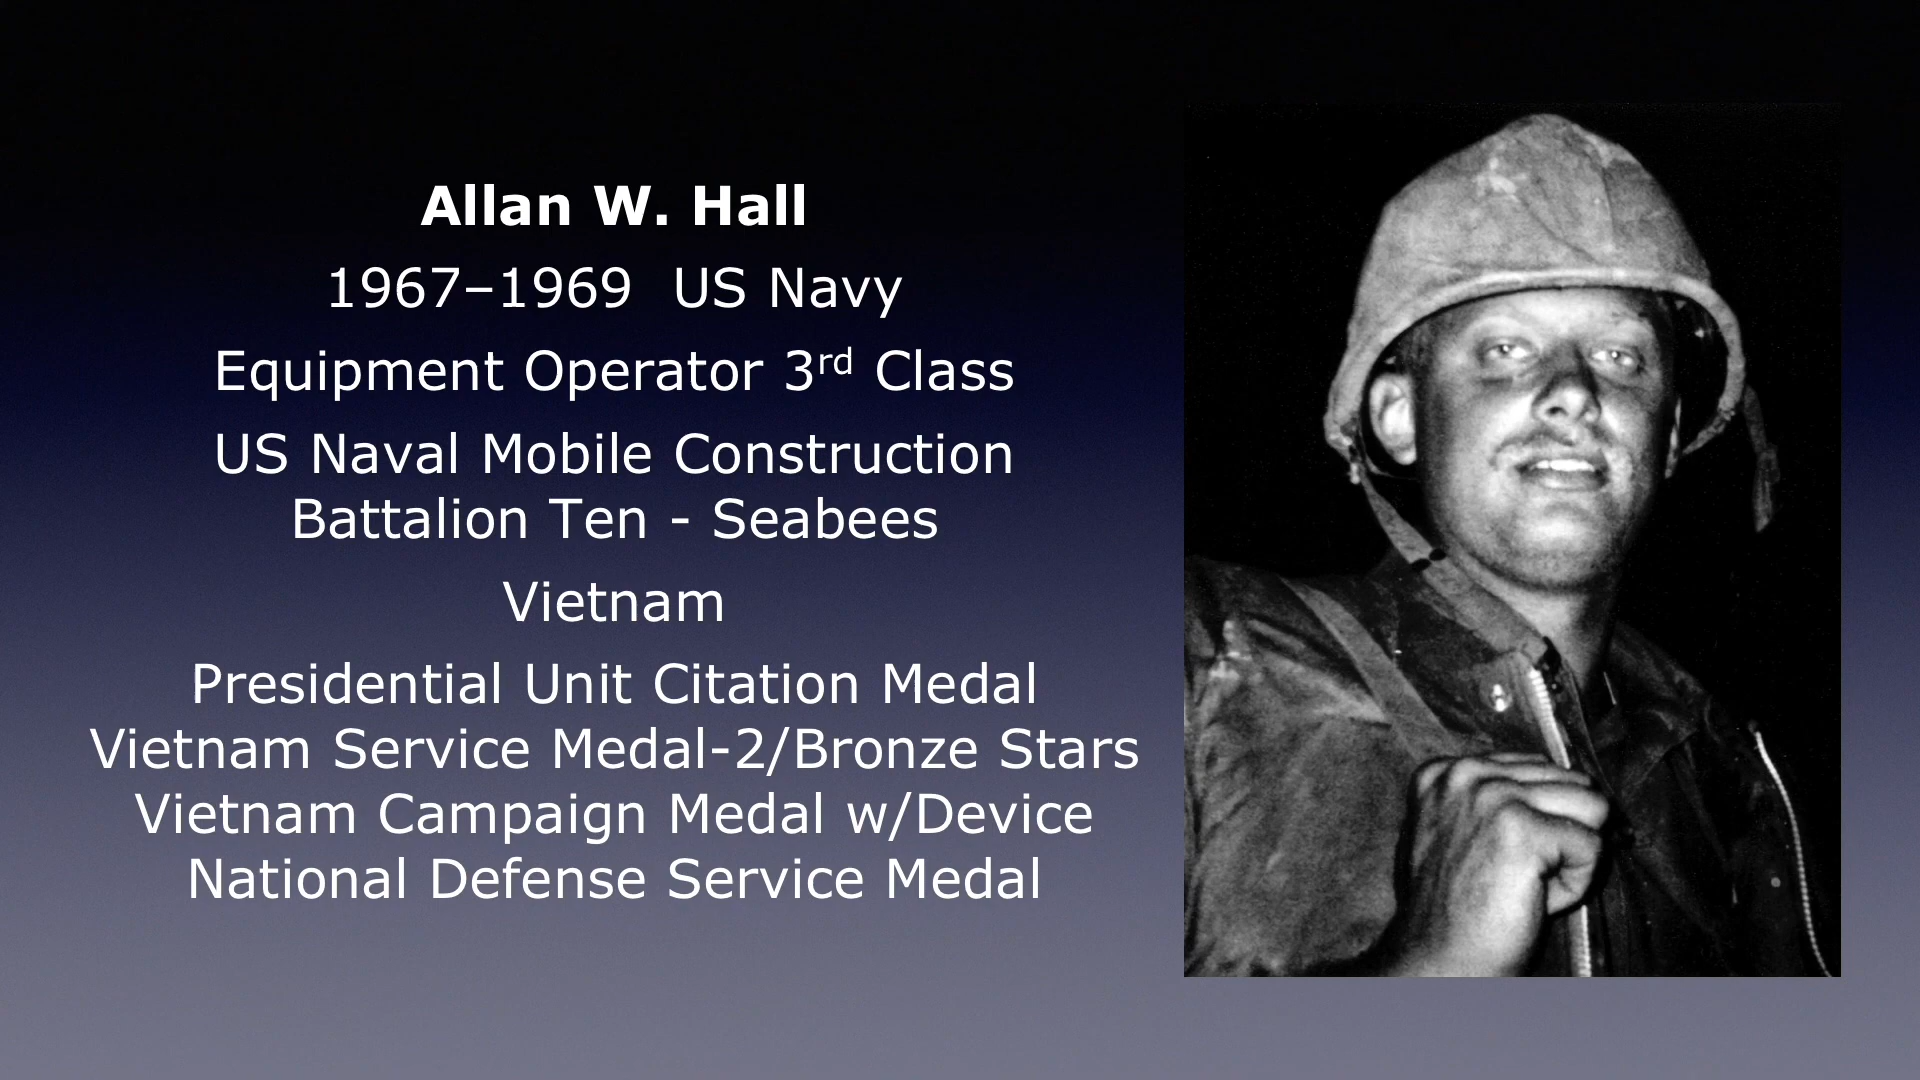 Allan W. Hall
1967–1969  US Navy
Equipment Operator 3rd Class
US Naval Mobile Construction
Battalion Ten - Seabees
Vietnam
Presidential Unit Citation Medal
Vietnam Service Medal-2/Bronze Stars
Vietnam Campaign Medal w/Device
National Defense Service Medal